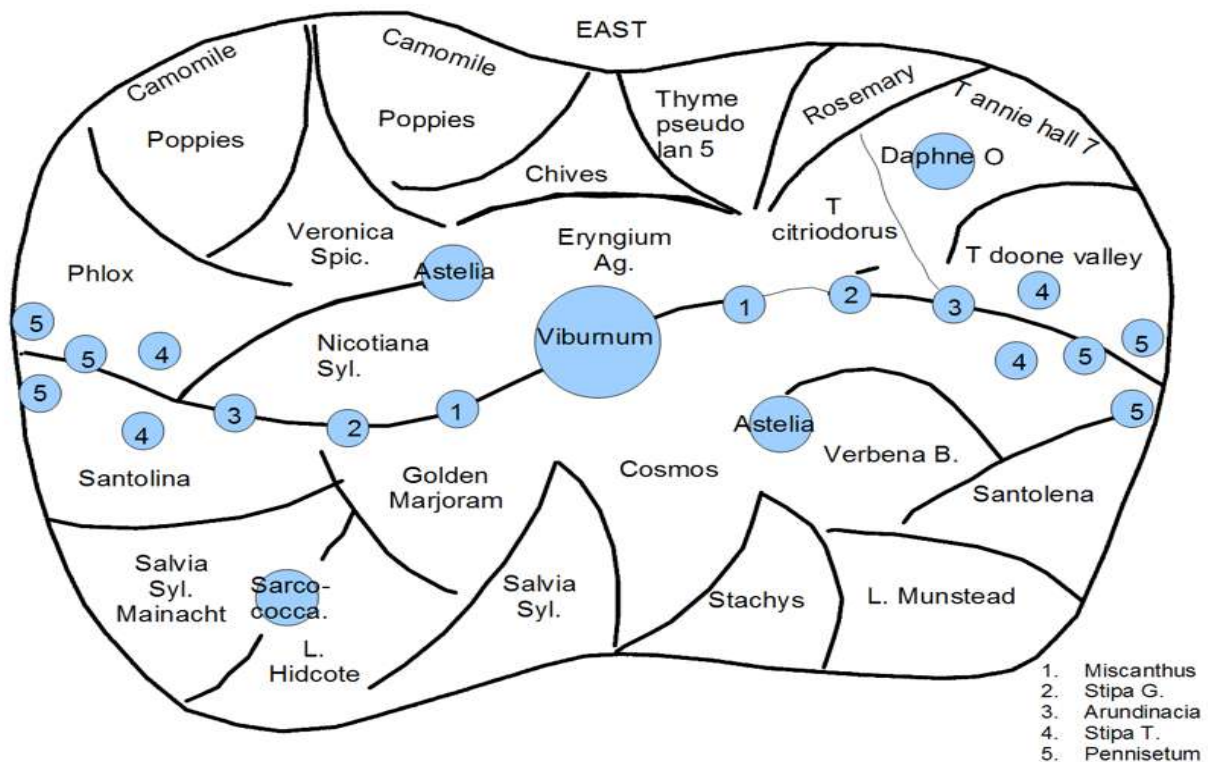 EAST
Camomile
Poppies
Camomile
Poppies
Chives
Thyme
pseudo
lan 5
Rosemary
T annie hall 7
Daphne O
T
citriodorus
T doone valley
Veronica
Spic.
Astelia
Eryngium
Ag.
Phlox
Viburnum
Nicotiana
Syl.
1
2
3
4
4
5
5
5
5
5
4
5
4
3
2
1
Santolina
Golden
Marjoram
Cosmos
Astelia
Verbena B.
Santolena
Salvia
Syl.
Mainacht
Sarco-
cocca.
L.
Hidcote
Salvia
Syl.
Stachys
L. Munstead
1. Miscanthus
2. Stipa G.
3. Arundinacia
4. Stipa T.
5. Pennisetum